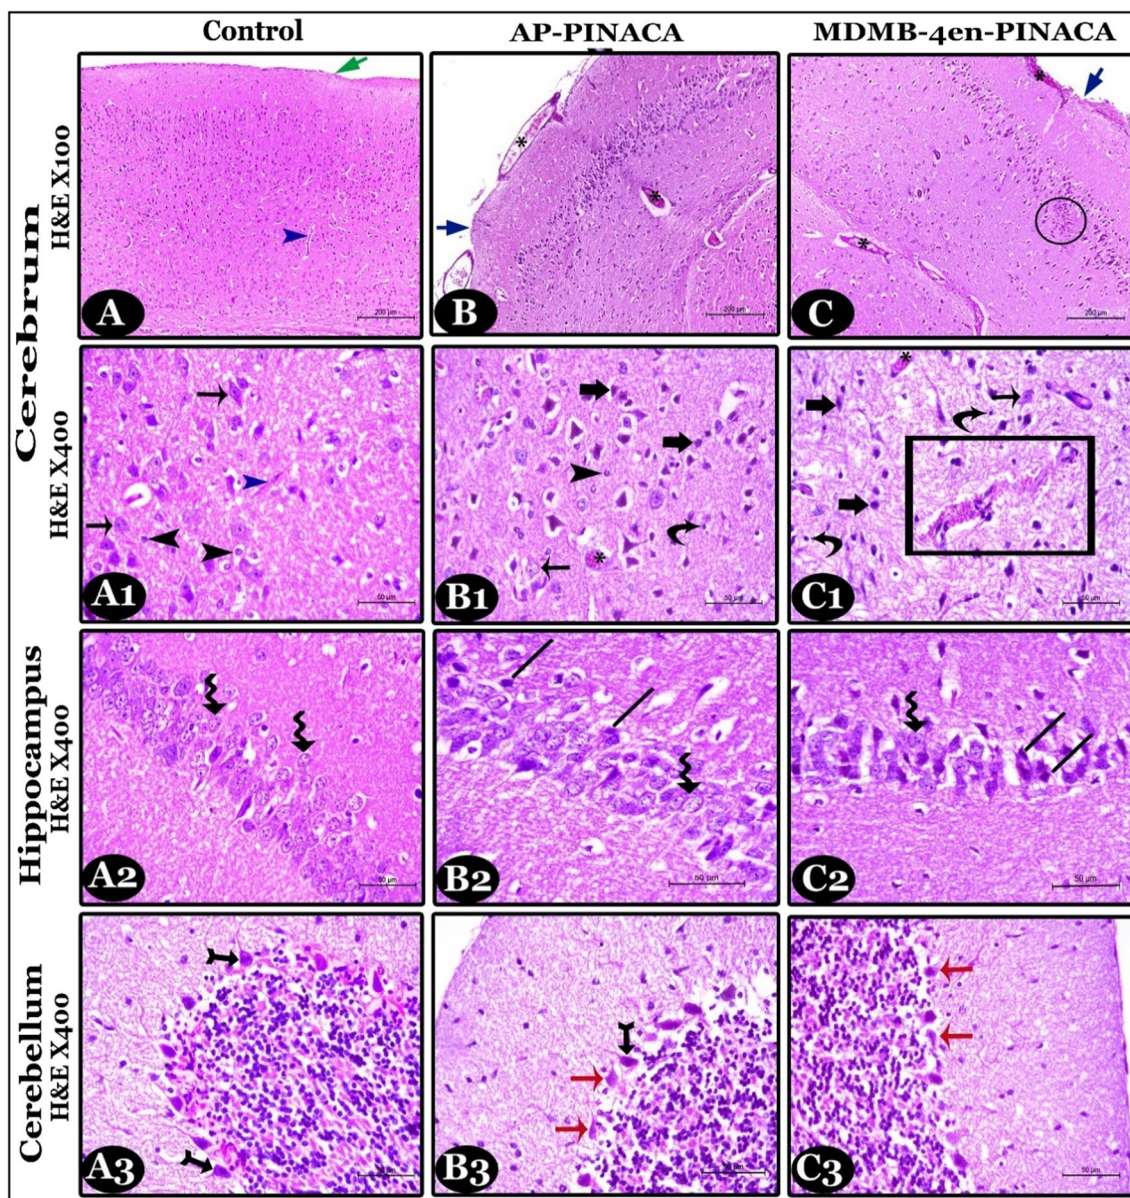 Control
AP-PINACA
MDMB-4en-PINACA
Cerebrum
H&E X100
A
200 µm
B
200 µm
C
200 µm
H&E X400
A1
50 µm
B1
50 µm
C1
50 µm
Hippocampus
H&E X400
A2
50 µm
B2
50 µm
C2
50 µm
Cerebellum
H&E X400
A3
50 µm
B3
50 µm
C3
50 µm